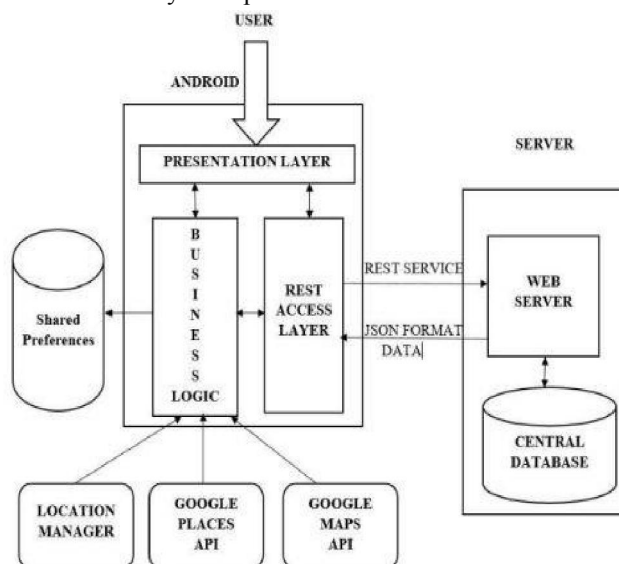 USER
ANDROID
PRESENTATION LAYER
SERVER
BUSINESS
LOGIC
REST
ACCESS
LAYER
REST SERVICE
JSON FORMAT
DATA
WEB
SERVER
Shared
Preferences
CENTRAL
DATABASE
LOCATION
MANAGER
GOOGLE
PLACES
API
GOOGLE
MAPS
API